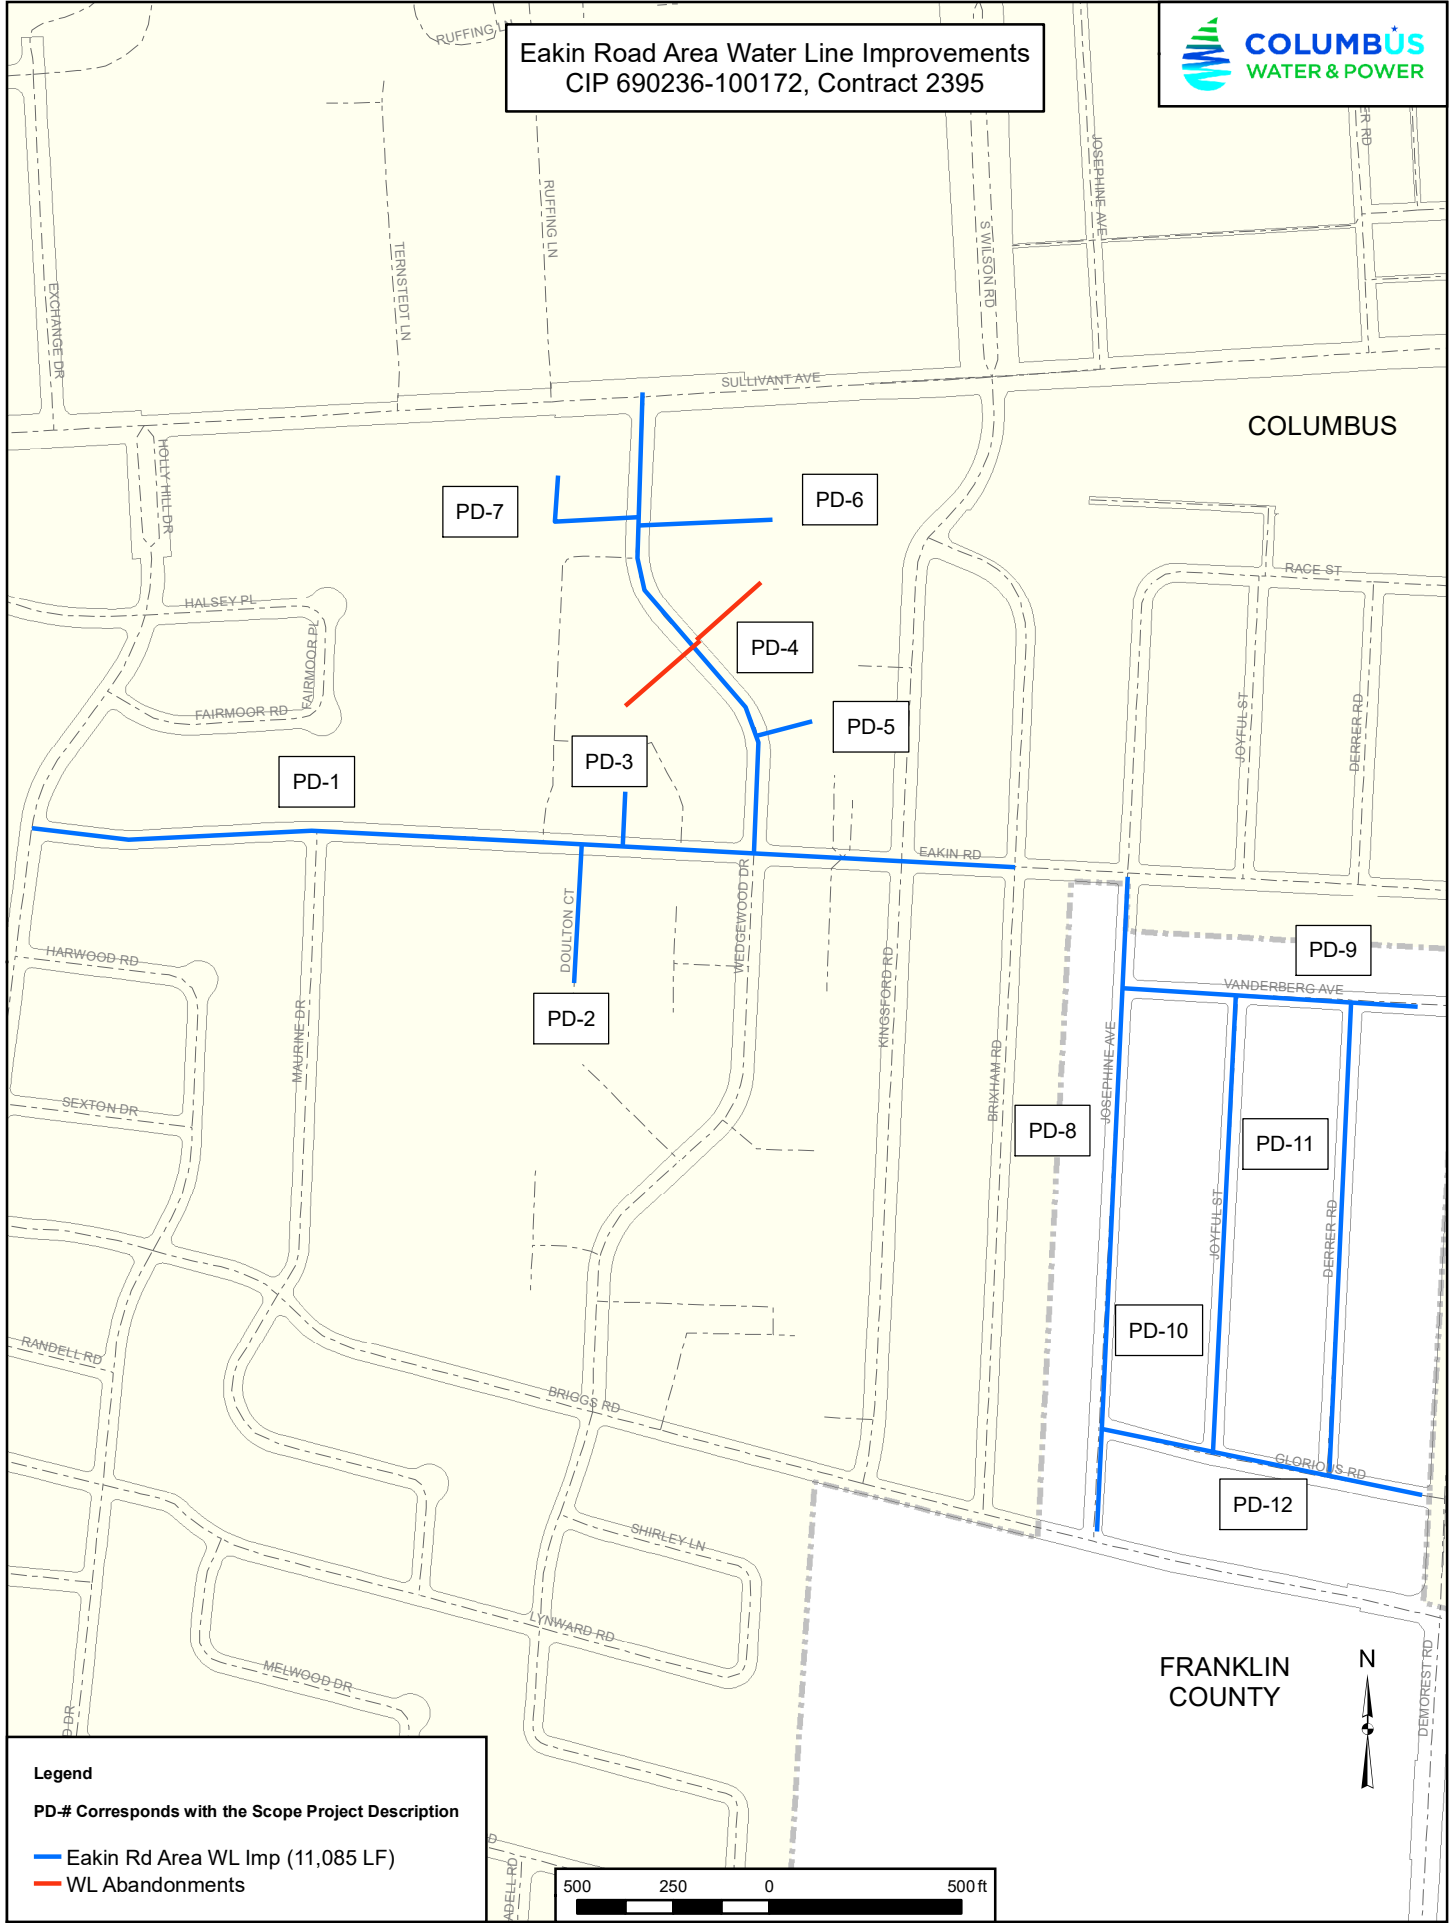 RUFFING LN
Eakin Road Area Water Line Improvements
CIP 690236-100172, Contract 2395
COLUMBUS
WATER & POWER
ER RD
JOSEPHINE AVE
RUFFING LN
S WILSON RD
TERNSTEDT LN
EXCHANGE DR
SULLIVANT AVE
COLUMBUS
HOLLY HILL DR
PD-7
PD-6
RACE ST
HALSEY PL
FAIRMOOR PL
PD-4
FAIRMOOR RD
PD-5
JOYFUL ST
DERRER RD
PD-3
PD-1
EAKIN RD
DOULTON CT
WEDGEWOOD DR
HARWOOD RD
PD-9
VANDERBERG AVE
KINGSFORD RD
PD-2
MAURINE DR
BRIXHAM RD
JOSEPHINE AVE
SEXTON DR
PD-8
PD-11
JOYFUL ST
DERRER RD
PD-10
RANDELL RD
BRIGGS RD
GLORIOUS RD
PD-12
SHIRLEY LN
LYNWARD RD
MELWOOD DR
FRANKLIN
COUNTY
N
DEMOREST RD
D DR
Legend
PD-# Corresponds with the Scope Project Description
Eakin Rd Area WL Imp (11,085 LF)
WL Abandonments
D
ADELL RD
500 250 0 500 ft